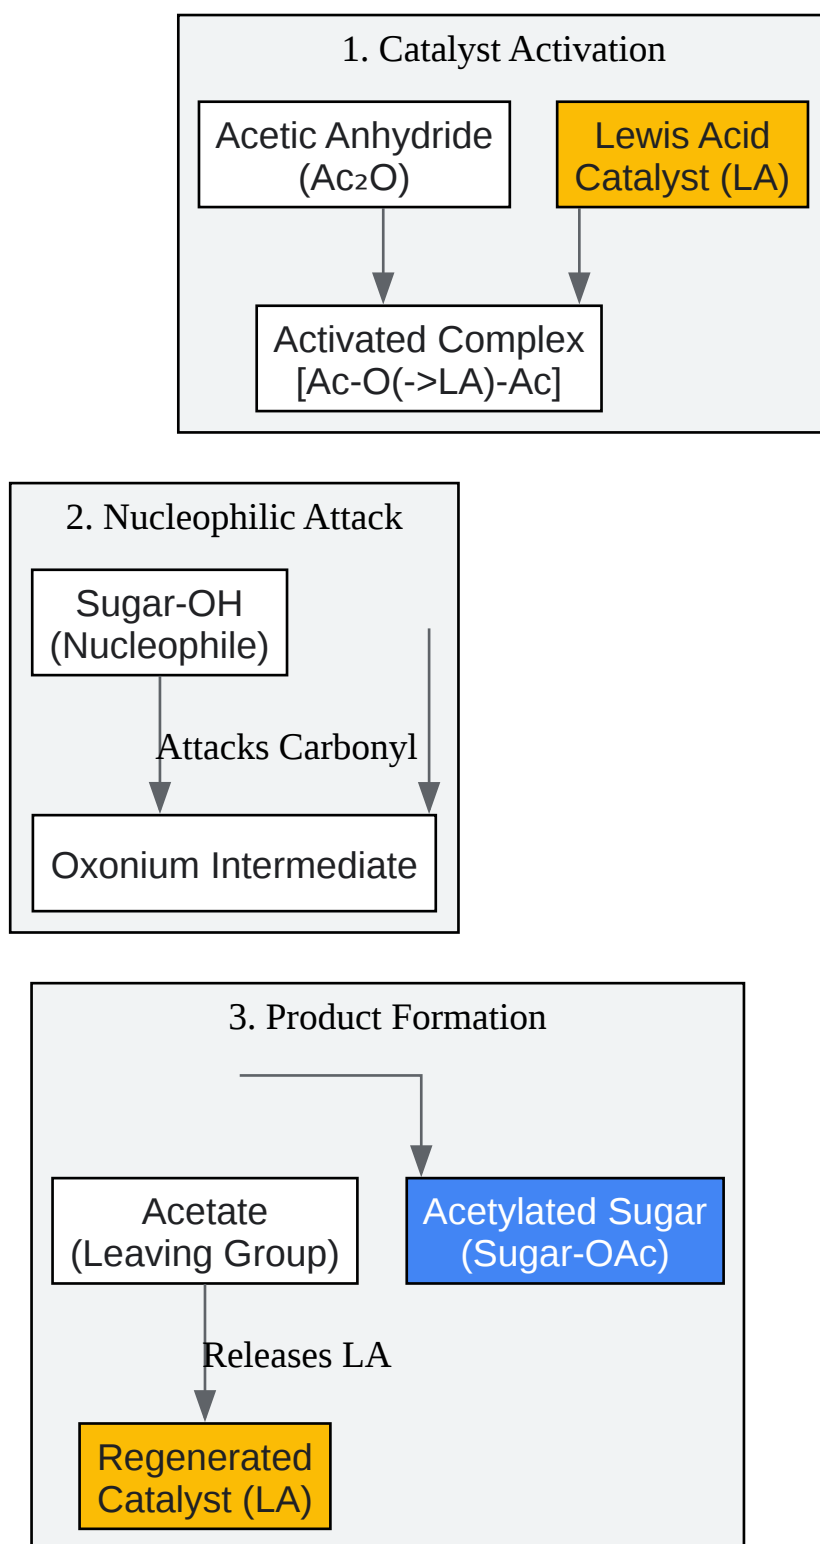 1. Catalyst Activation
Acetic Anhydride
(Ac₂O)
Lewis Acid
Catalyst (LA)
Activated Complex
[Ac-O(->LA)-Ac]
2. Nucleophilic Attack
Sugar-OH
(Nucleophile)
Attacks Carbonyl
Oxonium Intermediate
3. Product Formation
Acetate
(Leaving Group)
Acetylated Sugar
(Sugar-OAc)
Releases LA
Regenerated
Catalyst (LA)